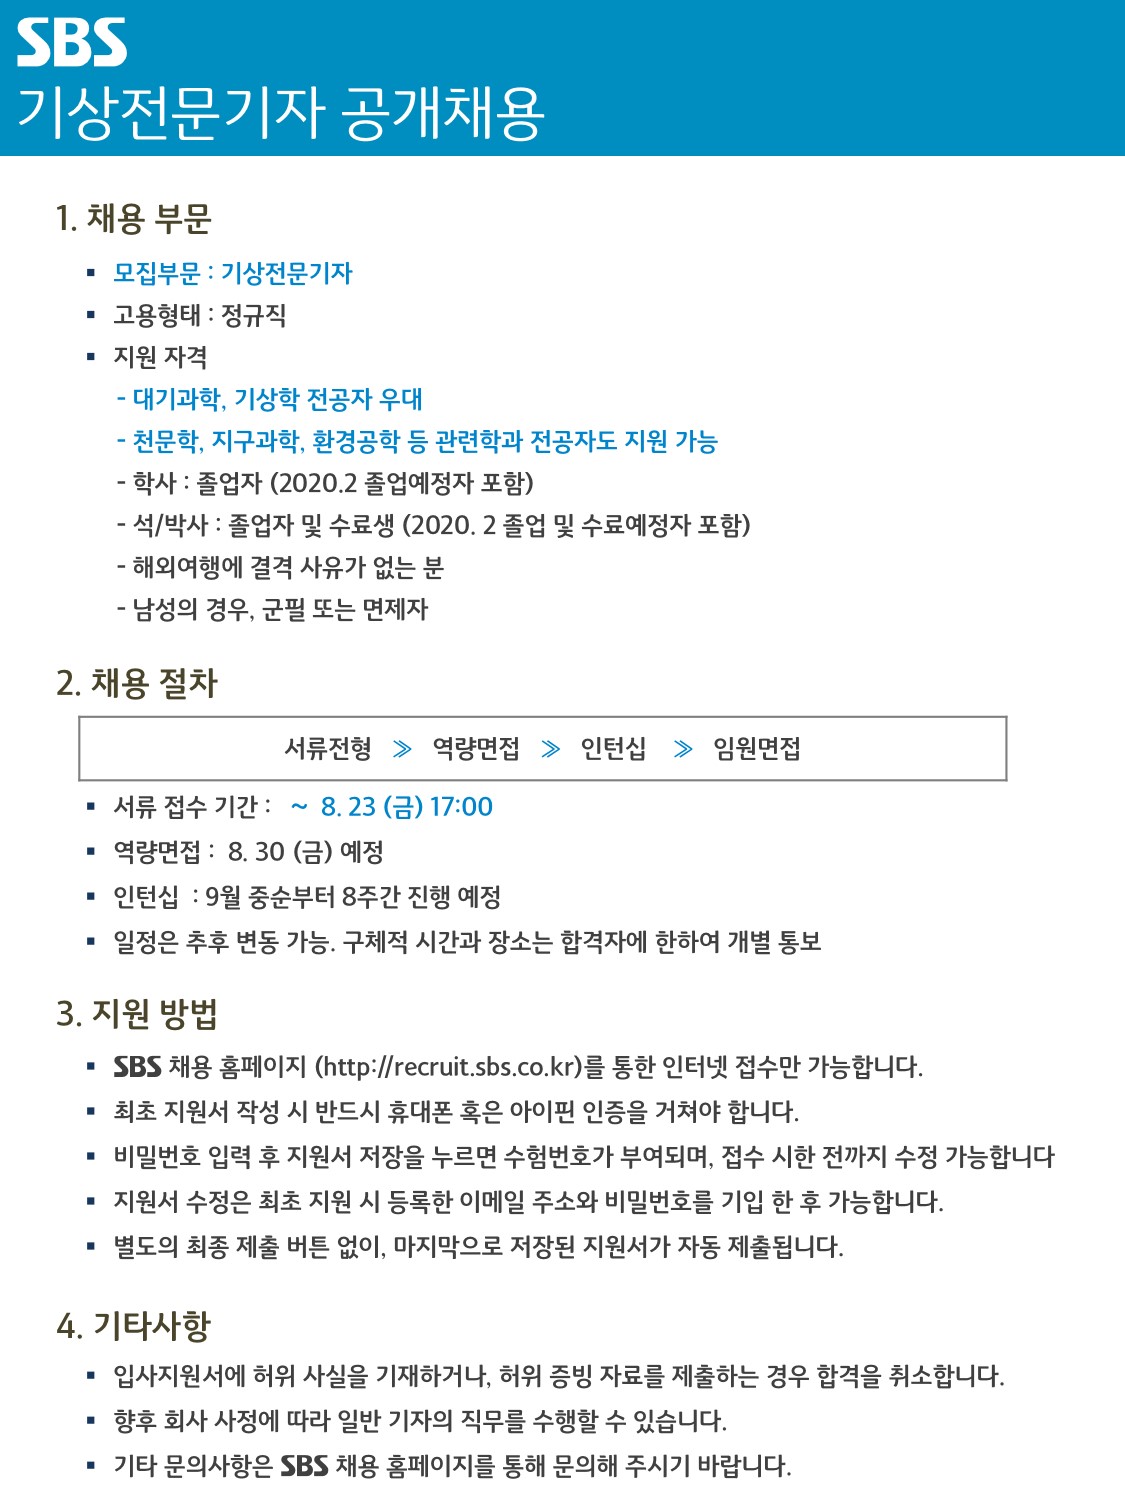 SBS
기상전문기자 공개채용
1. 채용 부문
▪ 모집부문 : 기상전문기자
▪ 고용형태 : 정규직
▪ 지원 자격
- 대기과학, 기상학 전공자 우대
- 천문학, 지구과학, 환경공학 등 관련학과 전공자도 지원 가능
- 학사 : 졸업자 (2020.2 졸업예정자 포함)
- 석/박사 : 졸업자 및 수료생 (2020. 2 졸업 및 수료예정자 포함)
- 해외여행에 결격 사유가 없는 분
- 남성의 경우, 군필 또는 면제자
2. 채용 절차
서류전형 ≫ 역량면접 ≫ 인턴십 ≫ 임원면접
▪ 서류 접수 기간 : ~ 8. 23 (금) 17:00
▪ 역량면접 : 8. 30 (금) 예정
▪ 인턴십 : 9월 중순부터 8주간 진행 예정
▪ 일정은 추후 변동 가능. 구체적 시간과 장소는 합격자에 한하여 개별 통보
3. 지원 방법
▪ SBS 채용 홈페이지 (http://recruit.sbs.co.kr)를 통한 인터넷 접수만 가능합니다.
▪ 최초 지원서 작성 시 반드시 휴대폰 혹은 아이핀 인증을 거쳐야 합니다.
▪ 비밀번호 입력 후 지원서 저장을 누르면 수험번호가 부여되며, 접수 시한 전까지 수정 가능합니다
▪ 지원서 수정은 최초 지원 시 등록한 이메일 주소와 비밀번호를 기입 한 후 가능합니다.
▪ 별도의 최종 제출 버튼 없이, 마지막으로 저장된 지원서가 자동 제출됩니다.
4. 기타사항
▪ 입사지원서에 허위 사실을 기재하거나, 허위 증빙 자료를 제출하는 경우 합격을 취소합니다.
▪ 향후 회사 사정에 따라 일반 기자의 직무를 수행할 수 있습니다.
▪ 기타 문의사항은 SBS 채용 홈페이지를 통해 문의해 주시기 바랍니다.